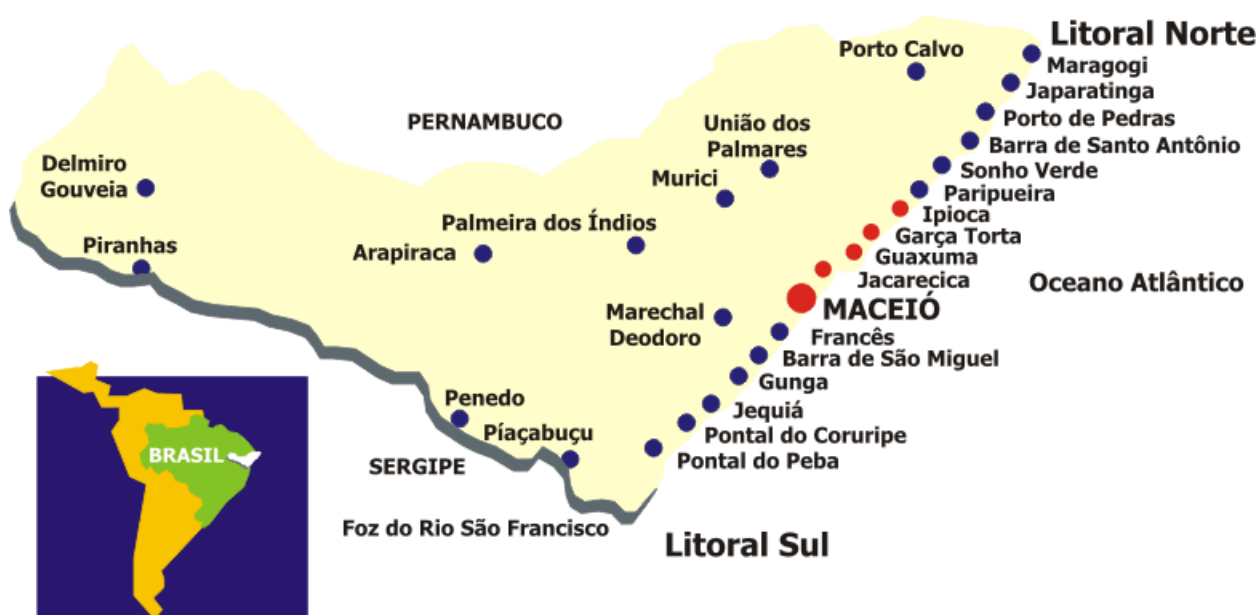 Litoral Norte
Porto Calvo
Maragogi
Japaratinga
PERNAMBUCO
União dos
Palmares
Porto de Pedras
Barra de Santo Antônio
Delmiro
Gouveia
Murici
Sonho Verde
Paripueira
Ipioca
Palmeira dos Índios
Garça Torta
Piranhas
Arapiraca
Guaxuma
Jacarecica
Oceano Atlântico
MACEIÓ
Marechal
Deodoro
Francês
Barra de São Miguel
Gunga
Penedo
Jequiá
Píaçabuçu
Pontal do Coruripe
BRASIL
SERGIPE
Pontal do Peba
Foz do Rio São Francisco
Litoral Sul